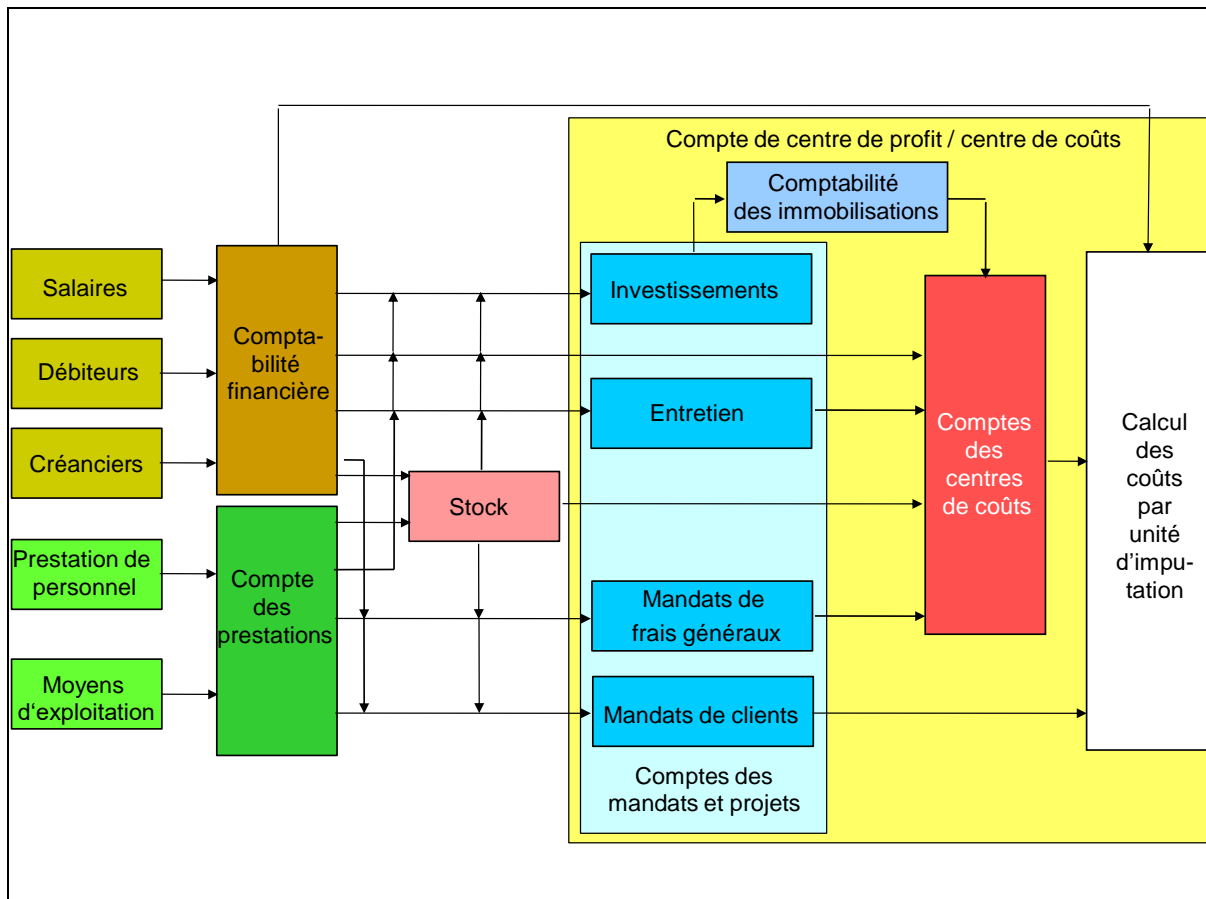 Compte de centre de profit / centre de coûts
Comptabilité
des immobilisations
Salaires
Débiteurs
Créanciers
Prestation de
personnel
Moyens
d‘exploitation
Compta-
bilité
financière
Compte
des
prestations
Stock
Investissements
Entretien
Mandats de
frais généraux
Mandats de clients
Comptes des
mandats et projets
Comptes
des
centres
de coûts
Calcul
des
coûts
par
unité
d’impu-
tation